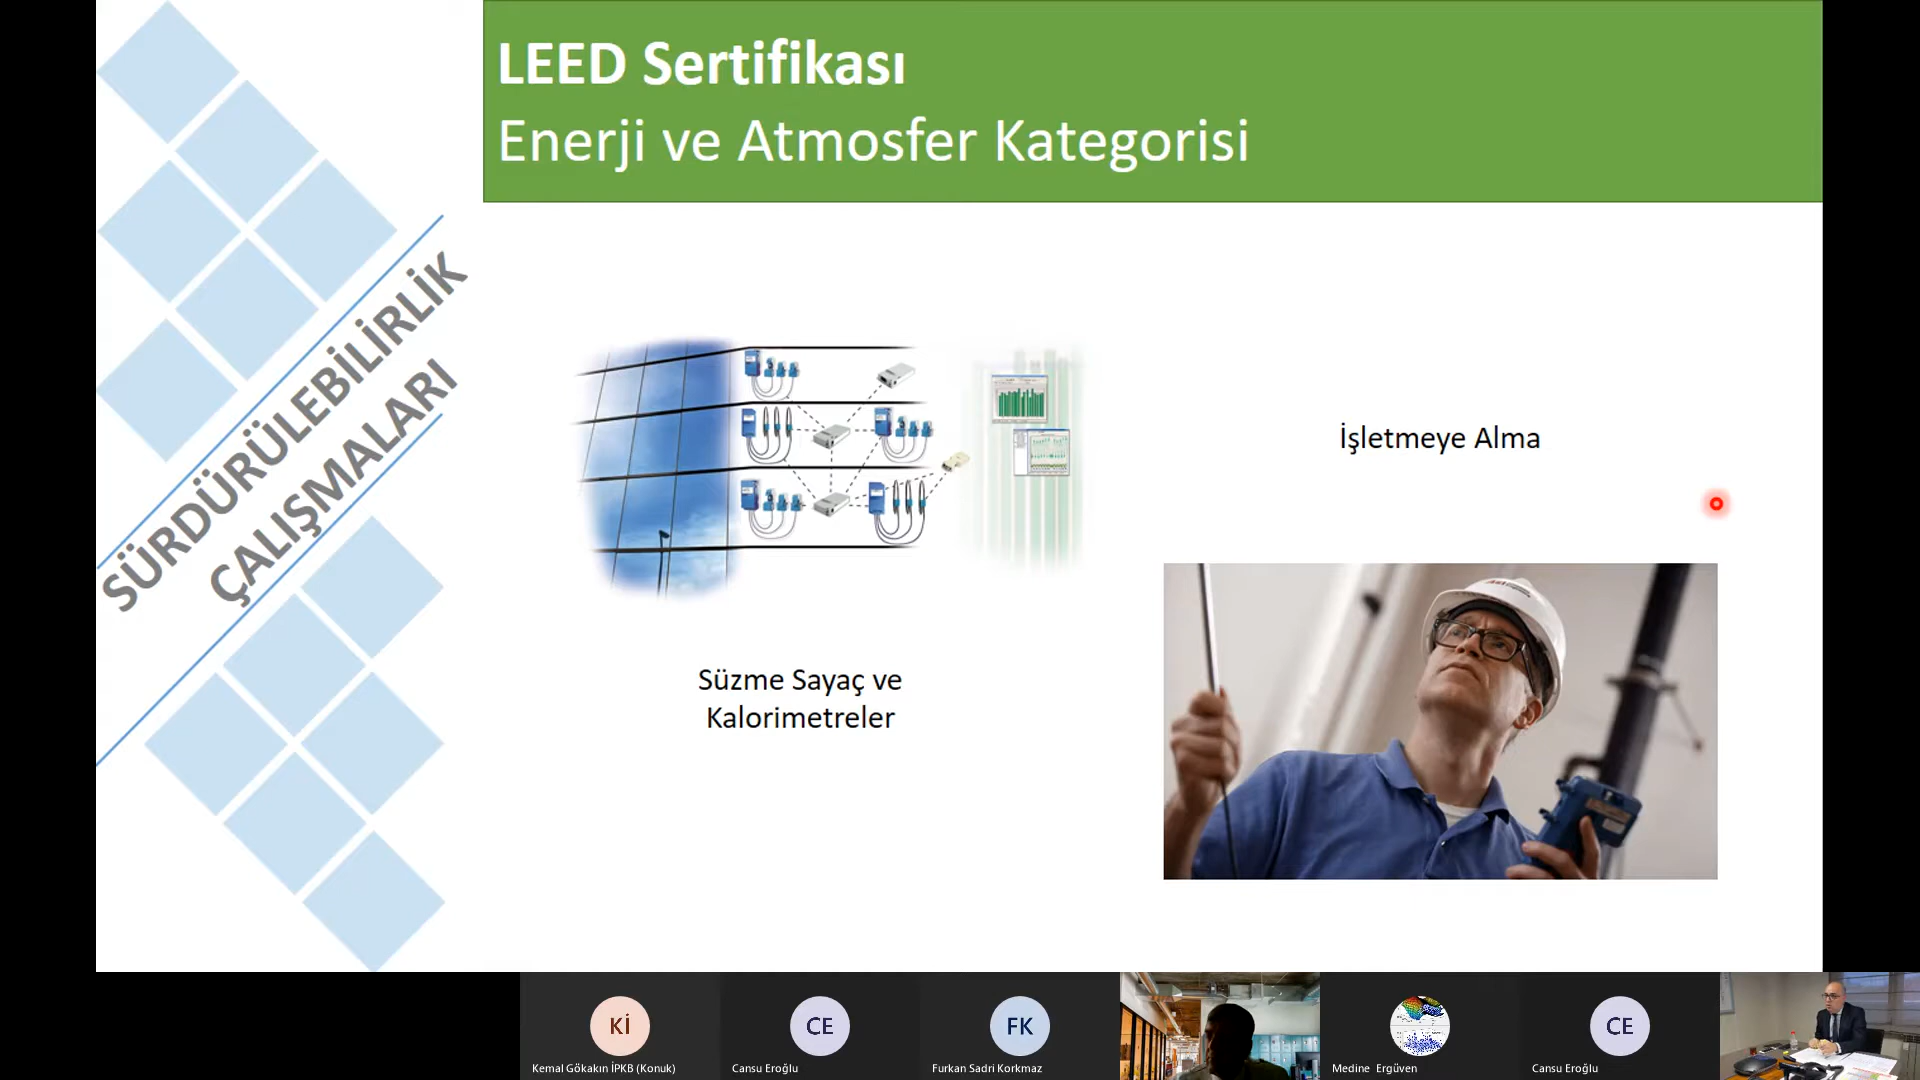 LEED Sertifikası
Enerji ve Atmosfer Kategorisi
SÜRDÜRÜLEBİLİRLİK
ÇALIŞMALARI
İşletmeye Alma
Süzme Sayaç ve
Kalorimetreler
Kİ
Kemal Gökakın İPKB (Konuk)
CE
Cansu Eroğlu
FK
Furkan Sadri Korkmaz
Medine Ergüven
CE
Cansu Eroğlu